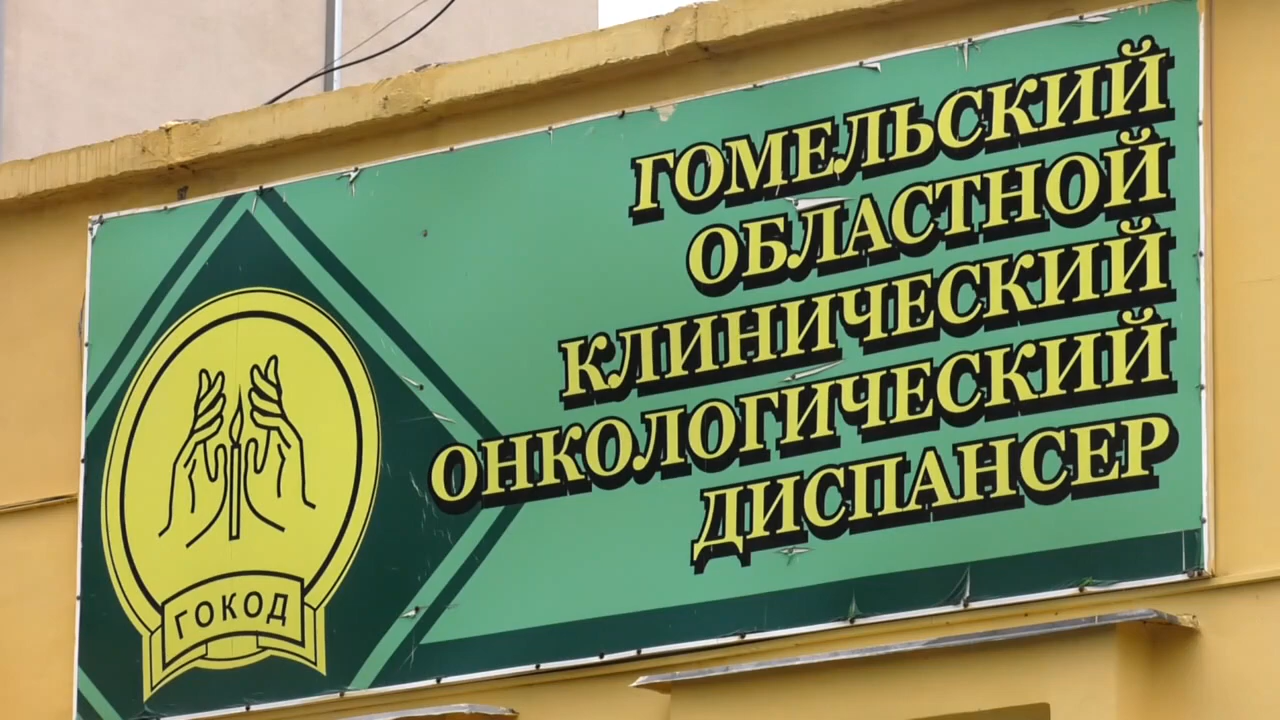 ГОМЕЛЬСКИЙ
ОБЛАСТНОЙ
КЛИНИЧЕСКИЙ
ОНКОЛОГИЧЕСКИЙ
ДИСПАНСЕР
ГОКОД